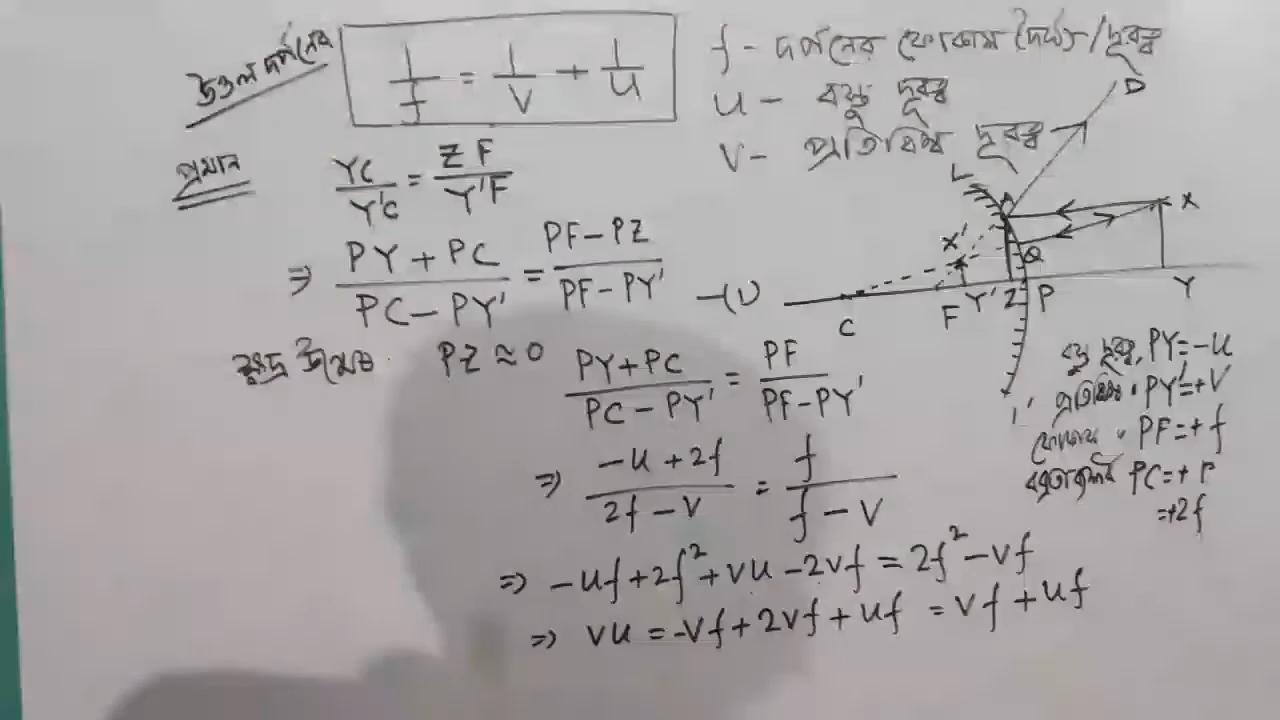 উত্তল দর্পনের
1/f = 1/V + 1/U
f - দর্পনের ফোকাস দৈর্ঘ্য/দূরত্ব
u - বস্তু দূরত্ব
V - প্রতিবিম্ব দূরত্ব
প্রমান
YC/Y'C = ZF/Y'F
⇒ (PY + PC)/(PC - PY') = (PF - PZ)/(PF - PY') —(1)
D
L
A
X
X'
Q
C
F
Y'
Z
P
Y
L'
ক্ষুদ্র উন্মেষ PZ ≈ 0 (PY + PC)/(PC - PY') = PF/(PF - PY')
বস্তু দূরত্ব, PY = -u
প্রতিবিম্ব " PY' = +V
ফোকাস " PF = +f
বক্রতা ব্যাসার্ধ PC = + r
= +2f
⇒ (-u + 2f)/(2f - V) = f/(f - V)
⇒ -uf + 2f² + vu - 2vf = 2f² - vf
⇒ vu = -vf + 2vf + uf = vf + uf